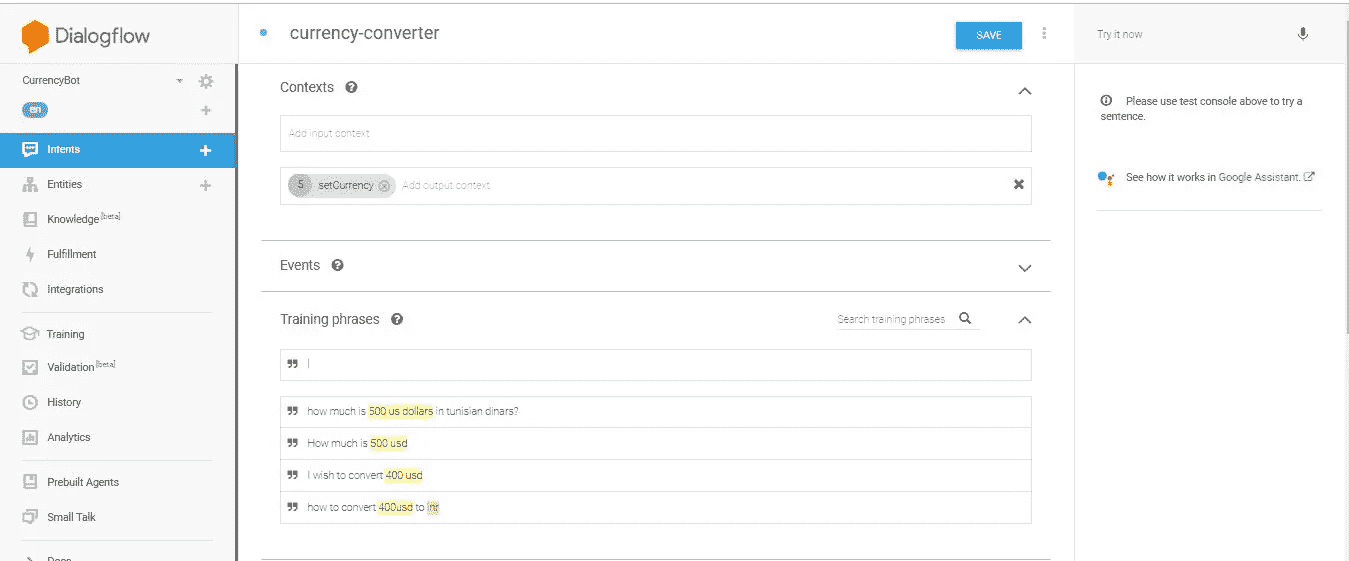 Dialogflow
CurrencyBot
en
Intents
Entities
Knowledge [beta]
Fulfillment
Integrations
Training
Validation [beta]
History
Analytics
Prebuilt Agents
Small Talk
Docs
currency-converter
SAVE
Contexts
Add input context
5 setCurrency Add output context
Events
Training phrases
Search training phrases
how much is 500 us dollars in tunisian dinars?
How much is 500 usd
I wish to convert 400 usd
how to convert 400usd to inr
Try it now
Please use test console above to try a
sentence.
See how it works in Google Assistant.